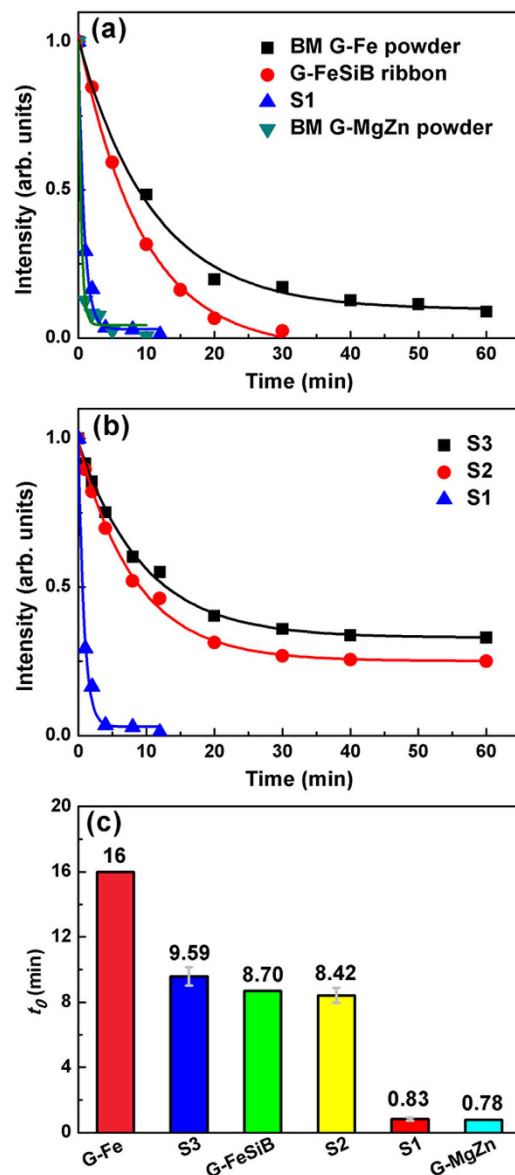 (a)
BM G-Fe powder
G-FeSiB ribbon
S1
BM G-MgZn powder
Intensity (arb. units)
1.0
0.5
0.0
0 10 20 30 40 50 60
Time (min)
(b)
S3
S2
S1
Intensity (arb. units)
1.0
0.5
0.0
0 10 20 30 40 50 60
Time (min)
(c)
t0 (min)
20
16
12
8
4
0
16
9.59
8.70
8.42
0.83
0.78
G-Fe
S3
G-FeSiB
S2
S1
G-MgZn